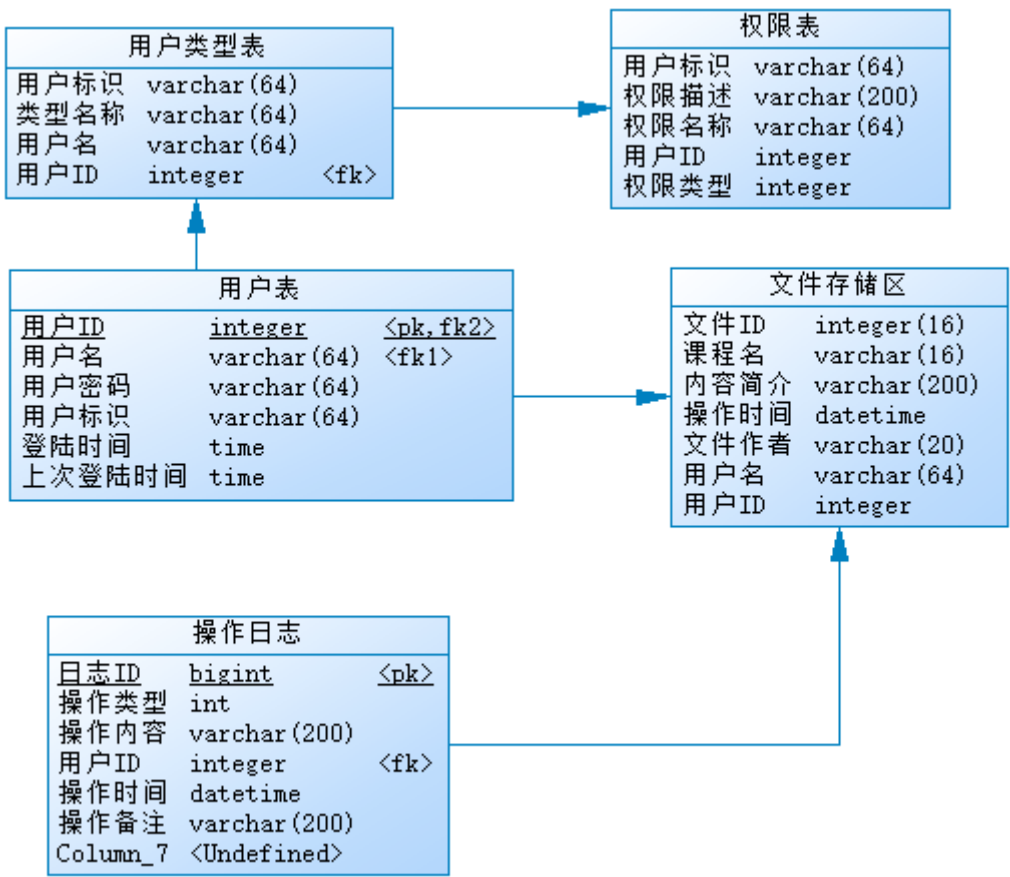 用户类型表
用户标识 varchar(64)
类型名称 varchar(64)
用户名 varchar(64)
用户ID integer <fk>
权限表
用户标识 varchar(64)
权限描述 varchar(200)
权限名称 varchar(64)
用户ID integer
权限类型 integer
用户表
用户ID integer <pk,fk2>
用户名 varchar(64) <fk1>
用户密码 varchar(64)
用户标识 varchar(64)
登陆时间 time
上次登陆时间 time
文件存储区
文件ID integer(16)
课程名 varchar(16)
内容简介 varchar(200)
操作时间 datetime
文件作者 varchar(20)
用户名 varchar(64)
用户ID integer
操作日志
日志ID bigint <pk>
操作类型 int
操作内容 varchar(200)
用户ID integer <fk>
操作时间 datetime
操作备注 varchar(200)
Column_7 <Undefined>